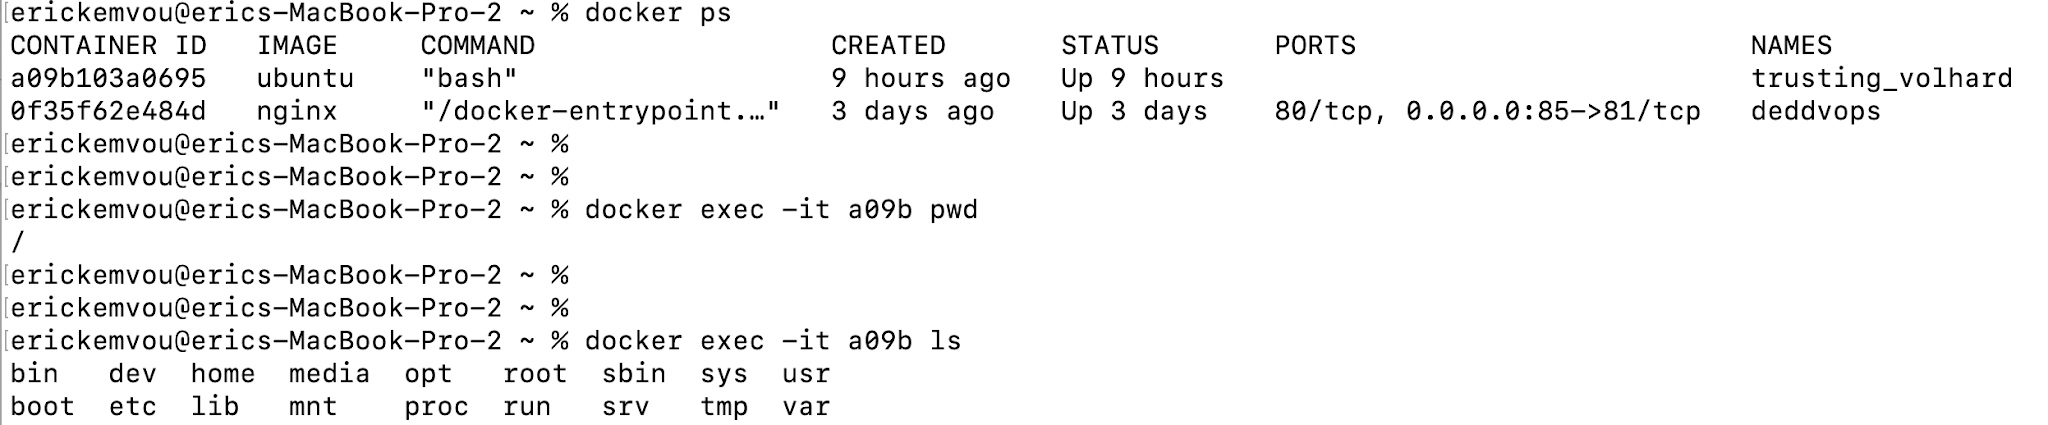 [erickemvou@erics-MacBook-Pro-2 ~ % docker ps
CONTAINER ID   IMAGE     COMMAND                  CREATED       STATUS       PORTS                        NAMES
a09b103a0695   ubuntu    "bash"                   9 hours ago   Up 9 hours                                trusting_volhard
0f35f62e484d   nginx     "/docker-entrypoint.…"   3 days ago    Up 3 days    80/tcp, 0.0.0.0:85->81/tcp   deddvops
[erickemvou@erics-MacBook-Pro-2 ~ %
[erickemvou@erics-MacBook-Pro-2 ~ %
[erickemvou@erics-MacBook-Pro-2 ~ % docker exec -it a09b pwd
/
[erickemvou@erics-MacBook-Pro-2 ~ %
[erickemvou@erics-MacBook-Pro-2 ~ %
[erickemvou@erics-MacBook-Pro-2 ~ % docker exec -it a09b ls
bin   dev  home  media  opt   root  sbin  sys  usr
boot  etc  lib   mnt    proc  run   srv   tmp  var